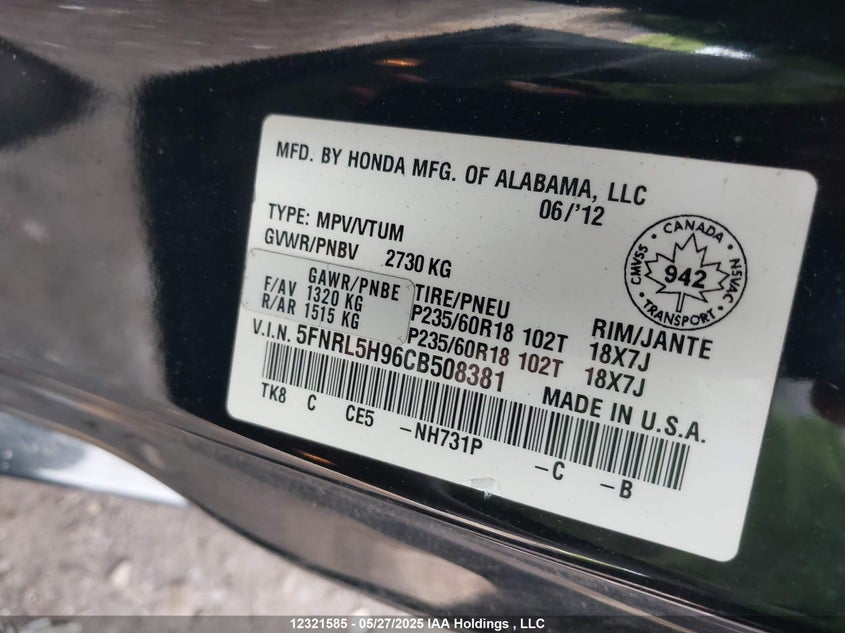 MFD. BY HONDA MFG. OF ALABAMA, LLC
06/'12
TYPE: MPV/VTUM
GVWR/PNBV 2730 KG
GAWR/PNBE
F/AV 1320 KG
R/AR 1515 KG
TIRE/PNEU
P235/60R18 102T
P235/60R18 102T
RIM/JANTE
18X7J
18X7J
CANADA
CMVSS
942
NSVAC
TRANSPORT
V.I.N. 5FNRL5H96CB508381
MADE IN U.S.A.
TK8 C CE5 -NH731P -C -B
12321585 - 05/27/2025 IAA Holdings , LLC